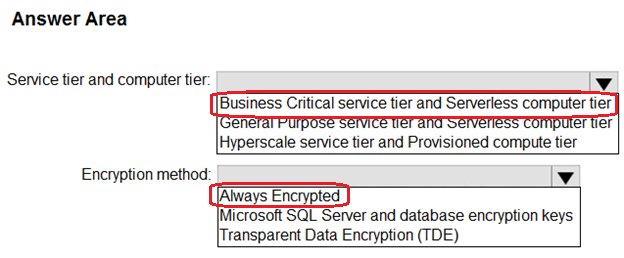 Answer Area
Service tier and computer tier:
Business Critical service tier and Serverless computer tier
General Purpose service tier and Serverless computer tier
Hyperscale service tier and Provisioned compute tier
Encryption method:
Always Encrypted
Microsoft SQL Server and database encryption keys
Transparent Data Encryption (TDE)